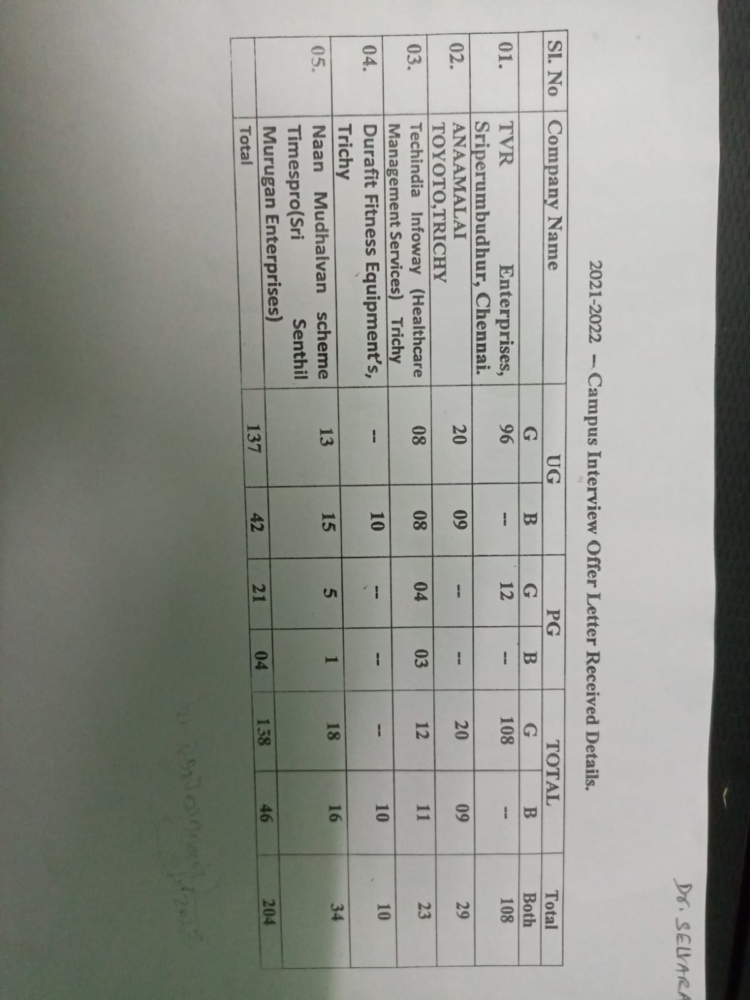 Dr. SELVARA
2021-2022 – Campus Interview Offer Letter Received Details.
Sl. No Company Name UG PG TOTAL Total
G B G B G B Both
01. TVR Enterprises, 96 -- 12 -- 108 -- 108
Sriperumbudhur, Chennai.
02. ANAAMALAI 20 09 -- -- 20 09 29
TOYOTO,TRICHY
03. Techindia Infoway (Healthcare 08 08 04 03 12 11 23
Management Services) Trichy
04. Durafit Fitness Equipment's, -- 10 -- -- -- 10 10
Trichy
05. Naan Mudhalvan scheme 13 15 5 1 18 16 34
Timespro(Sri Senthil
Murugan Enterprises)
Total 137 42 21 04 158 46 204